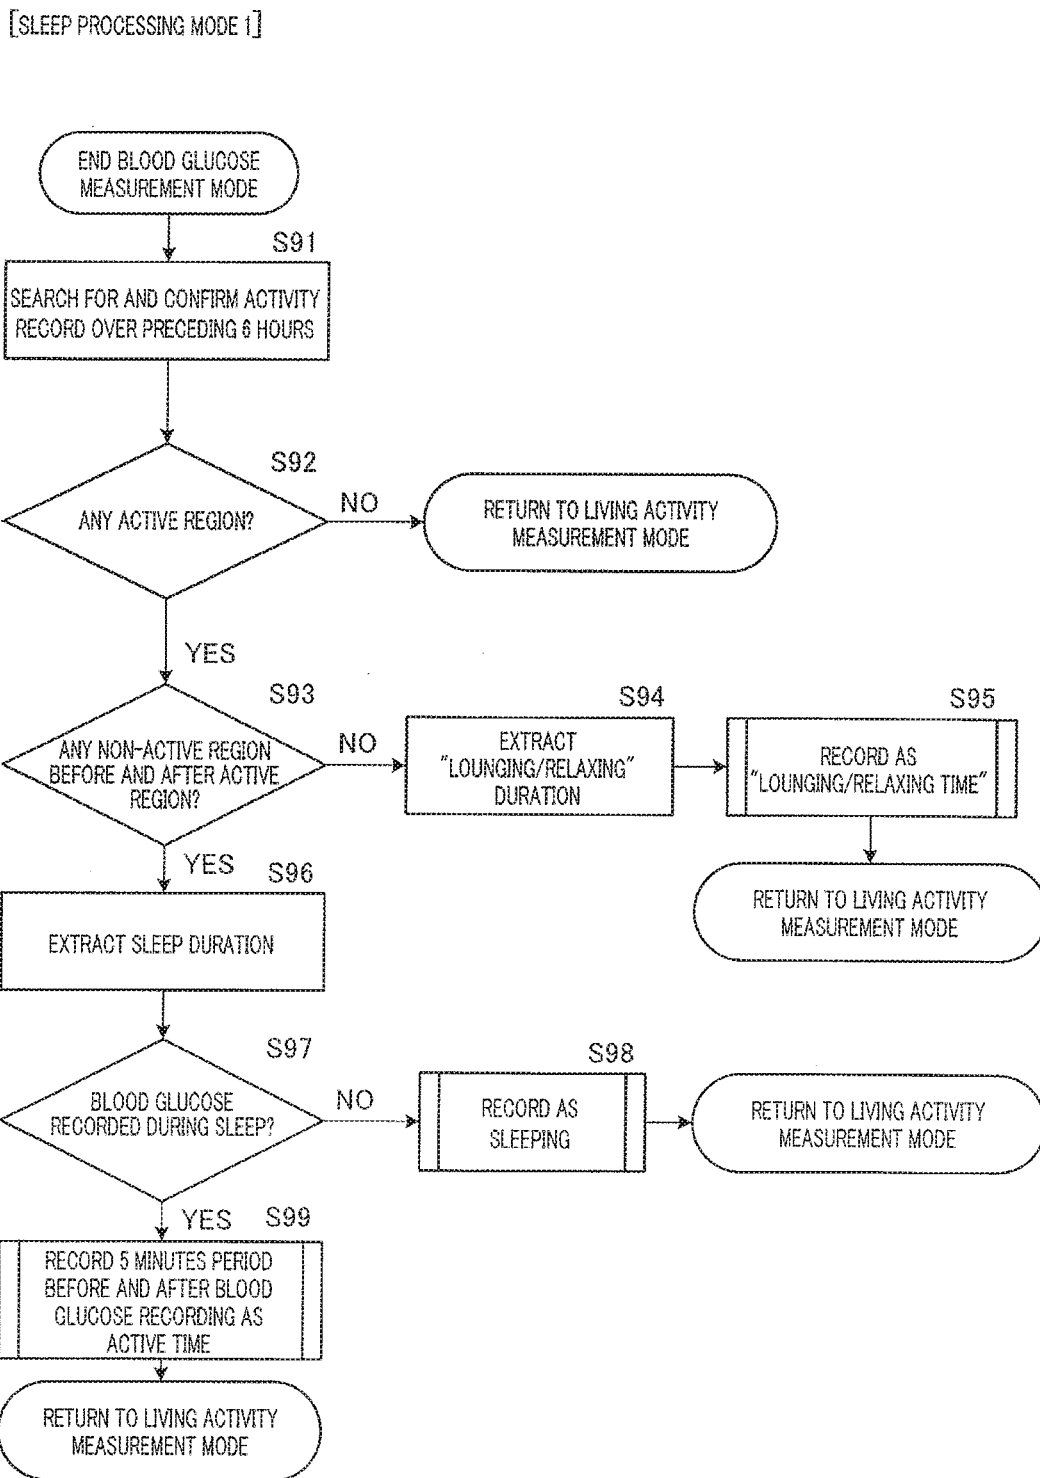 [SLEEP PROCESSING MODE 1]
END BLOOD GLUCOSE
MEASUREMENT MODE
S91
SEARCH FOR AND CONFIRM ACTIVITY
RECORD OVER PRECEDING 6 HOURS
S92
ANY ACTIVE REGION?
NO
RETURN TO LIVING ACTIVITY
MEASUREMENT MODE
YES
S93
ANY NON-ACTIVE REGION
BEFORE AND AFTER ACTIVE
REGION?
NO
S94
EXTRACT
"LOUNGING/RELAXING"
DURATION
S95
RECORD AS
"LOUNGING/RELAXING TIME"
RETURN TO LIVING ACTIVITY
MEASUREMENT MODE
YES
S96
EXTRACT SLEEP DURATION
S97
BLOOD GLUCOSE
RECORDED DURING SLEEP?
NO
S98
RECORD AS
SLEEPING
RETURN TO LIVING ACTIVITY
MEASUREMENT MODE
YES
S99
RECORD 5 MINUTES PERIOD
BEFORE AND AFTER BLOOD
GLUCOSE RECORDING AS
ACTIVE TIME
RETURN TO LIVING ACTIVITY
MEASUREMENT MODE